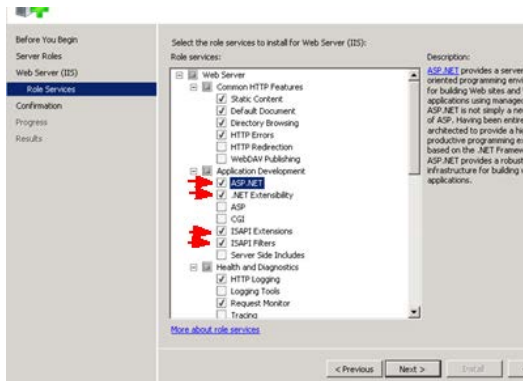 Before You Begin
Server Roles
Web Server (IIS)
Role Services
Confirmation
Progress
Results
Select the role services to install for Web Server (IIS):
Role services:
Web Server
Common HTTP Features
Static Content
Default Document
Directory Browsing
HTTP Errors
HTTP Redirection
WebDAV Publishing
Application Development
ASP.NET
.NET Extensibility
ASP
CGI
ISAPI Extensions
ISAPI Filters
Server Side Includes
Health and Diagnostics
HTTP Logging
Logging Tools
Request Monitor
Tracing
More about role services
Description:
ASP.NET provides a server
oriented programming envi
for building Web sites and
applications using manage
ASP.NET is not simply a ne
of ASP. Having been entire
architected to provide a hi
productive programming ex
based on the .NET Framew
ASP.NET provides a robust
infrastructure for building
applications.
< Previous
Next >
Install